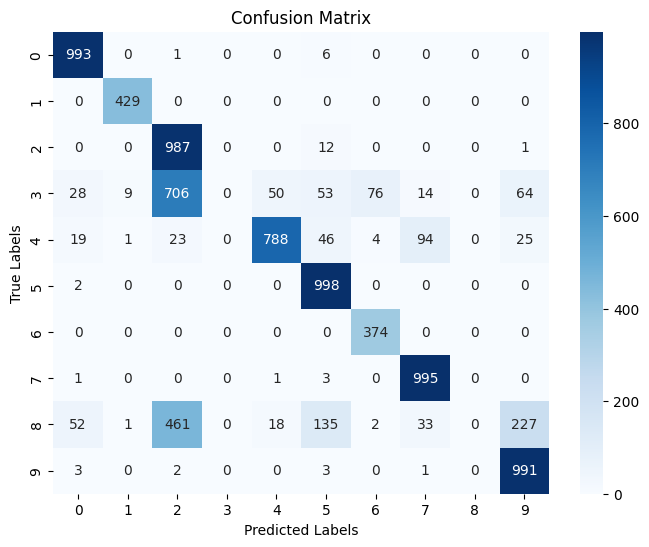 Confusion Matrix
0 993 0 1 0 0 6 0 0 0 0
1 0 429 0 0 0 0 0 0 0 0
2 0 0 987 0 0 12 0 0 0 1
3 28 9 706 0 50 53 76 14 0 64
4 19 1 23 0 788 46 4 94 0 25
5 2 0 0 0 0 998 0 0 0 0
6 0 0 0 0 0 0 374 0 0 0
7 1 0 0 0 1 3 0 995 0 0
8 52 1 461 0 18 135 2 33 0 227
9 3 0 2 0 0 3 0 1 0 991
0 1 2 3 4 5 6 7 8 9
Predicted Labels
True Labels
800
600
400
200
0